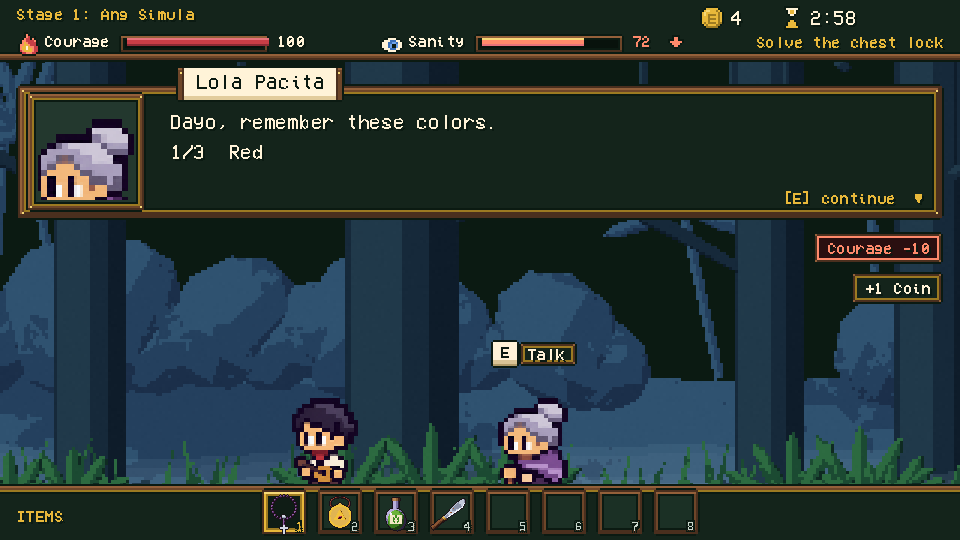 Stage 1: Ang Simula
4
2:58
Courage 100
Sanity 72
Solve the chest lock
Lola Pacita
Dayo, remember these colors.
1/3 Red
[E] continue ▼
Courage -10
+1 Coin
E Talk
ITEMS
1 2 3 4 5 6 7 8